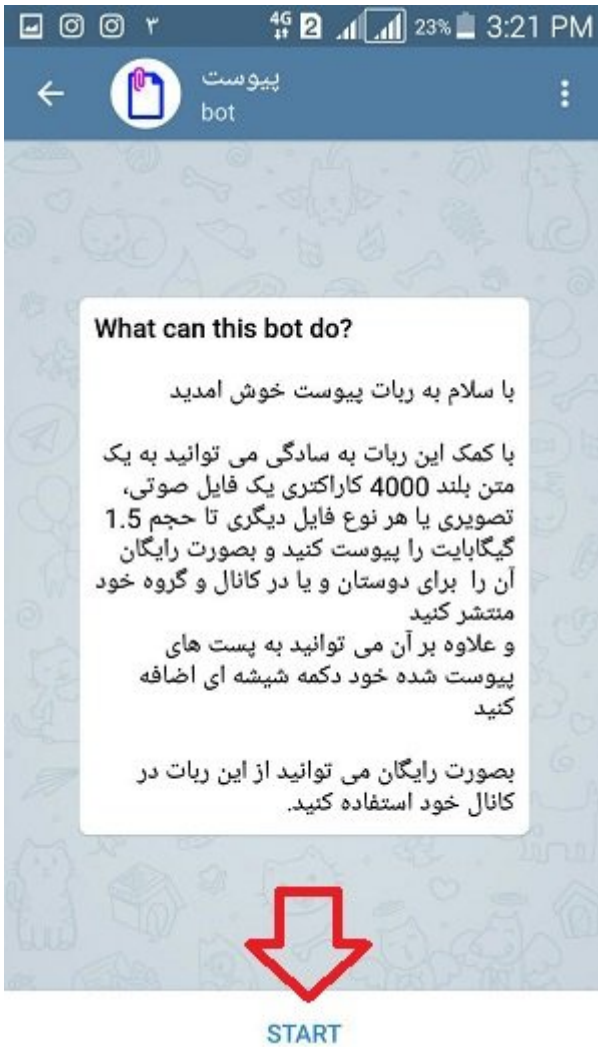 ۳ 4G 2 23% 3:21 PM
پیوست
bot
What can this bot do?
با سلام به ربات پیوست خوش امدید
با کمک این ربات به سادگی می توانید به یک
متن بلند 4000 کاراکتری یک فایل صوتی،
تصویری یا هر نوع فایل دیگری تا حجم 1.5
گیگابایت را پیوست کنید و بصورت رایگان
آن را برای دوستان و یا در کانال و گروه خود
منتشر کنید
و علاوه بر آن می توانید به پست های
پیوست شده خود دکمه شیشه ای اضافه
کنید
بصورت رایگان می توانید از این ربات در
کانال خود استفاده کنید.
START